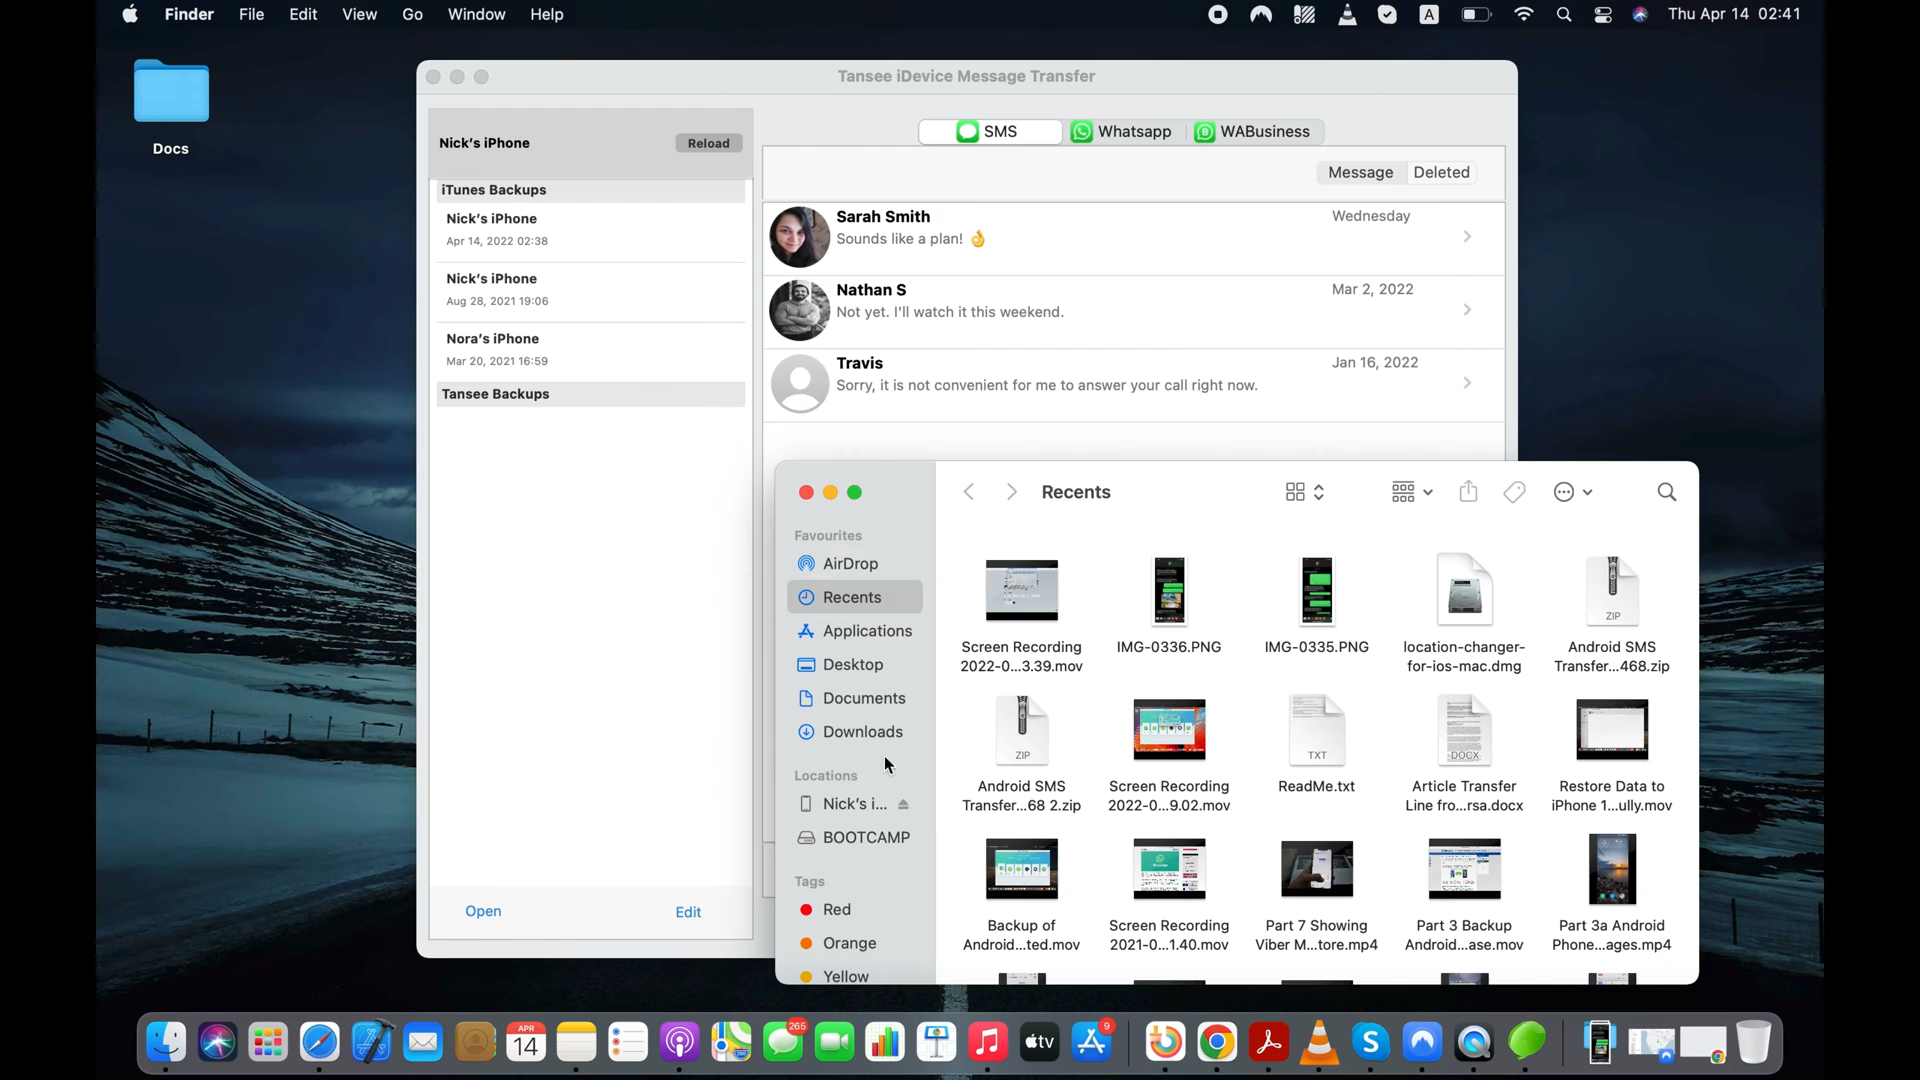 Finder File Edit View Go Window Help
A
Thu Apr 14 02:41
Docs
Tansee iDevice Message Transfer
Nick's iPhone
Reload
iTunes Backups
Nick's iPhone
Apr 14, 2022 02:38
Nick's iPhone
Aug 28, 2021 19:06
Nora's iPhone
Mar 20, 2021 16:59
Tansee Backups
Open
Edit
SMS Whatsapp WABusiness
Message Deleted
Sarah Smith
Wednesday
Sounds like a plan! 👌
Nathan S
Mar 2, 2022
Not yet. I'll watch it this weekend.
Travis
Jan 16, 2022
Sorry, it is not convenient for me to answer your call right now.
Recents
Favourites
AirDrop
Recents
Applications
Desktop
Documents
Downloads
Locations
Nick's i...
BOOTCAMP
Tags
Red
Orange
Yellow
ZIP
Screen Recording
2022-0...3.39.mov
IMG-0336.PNG
IMG-0335.PNG
location-changer-
for-ios-mac.dmg
Android SMS
Transfer...468.zip
ZIP
TXT
DOCX
Android SMS
Transfer...68 2.zip
Screen Recording
2022-0...9.02.mov
ReadMe.txt
Article Transfer
Line fro...rsa.docx
Restore Data to
iPhone 1...ully.mov
Backup of
Android...ted.mov
Screen Recording
2021-0...1.40.mov
Part 7 Showing
Viber M...tore.mp4
Part 3 Backup
Android...ase.mov
Part 3a Android
Phone...ages.mp4
APR
14
265
tv
9